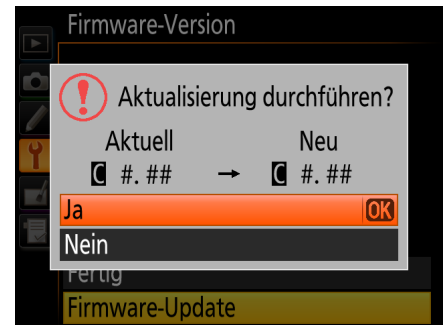 Firmware-Version
Aktualisierung durchführen?
Aktuell Neu
C #. ## → C #. ##
Ja OK
Nein
Fertig
Firmware-Update